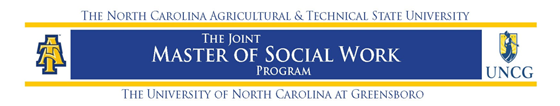 The North Carolina Agricultural & Technical State University
The Joint
Master of Social Work
Program
UNCG
The University of North Carolina at Greensboro